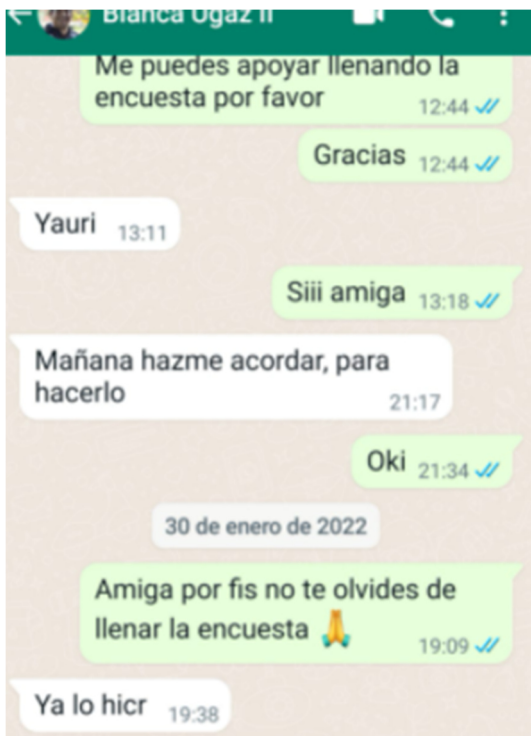 Blanca Ugaz II
Me puedes apoyar llenando la
encuesta por favor 12:44
Gracias 12:44
Yauri 13:11
Siii amiga 13:18
Mañana hazme acordar, para
hacerlo 21:17
Oki 21:34
30 de enero de 2022
Amiga por fis no te olvides de
llenar la encuesta 🙏 19:09
Ya lo hicr 19:38